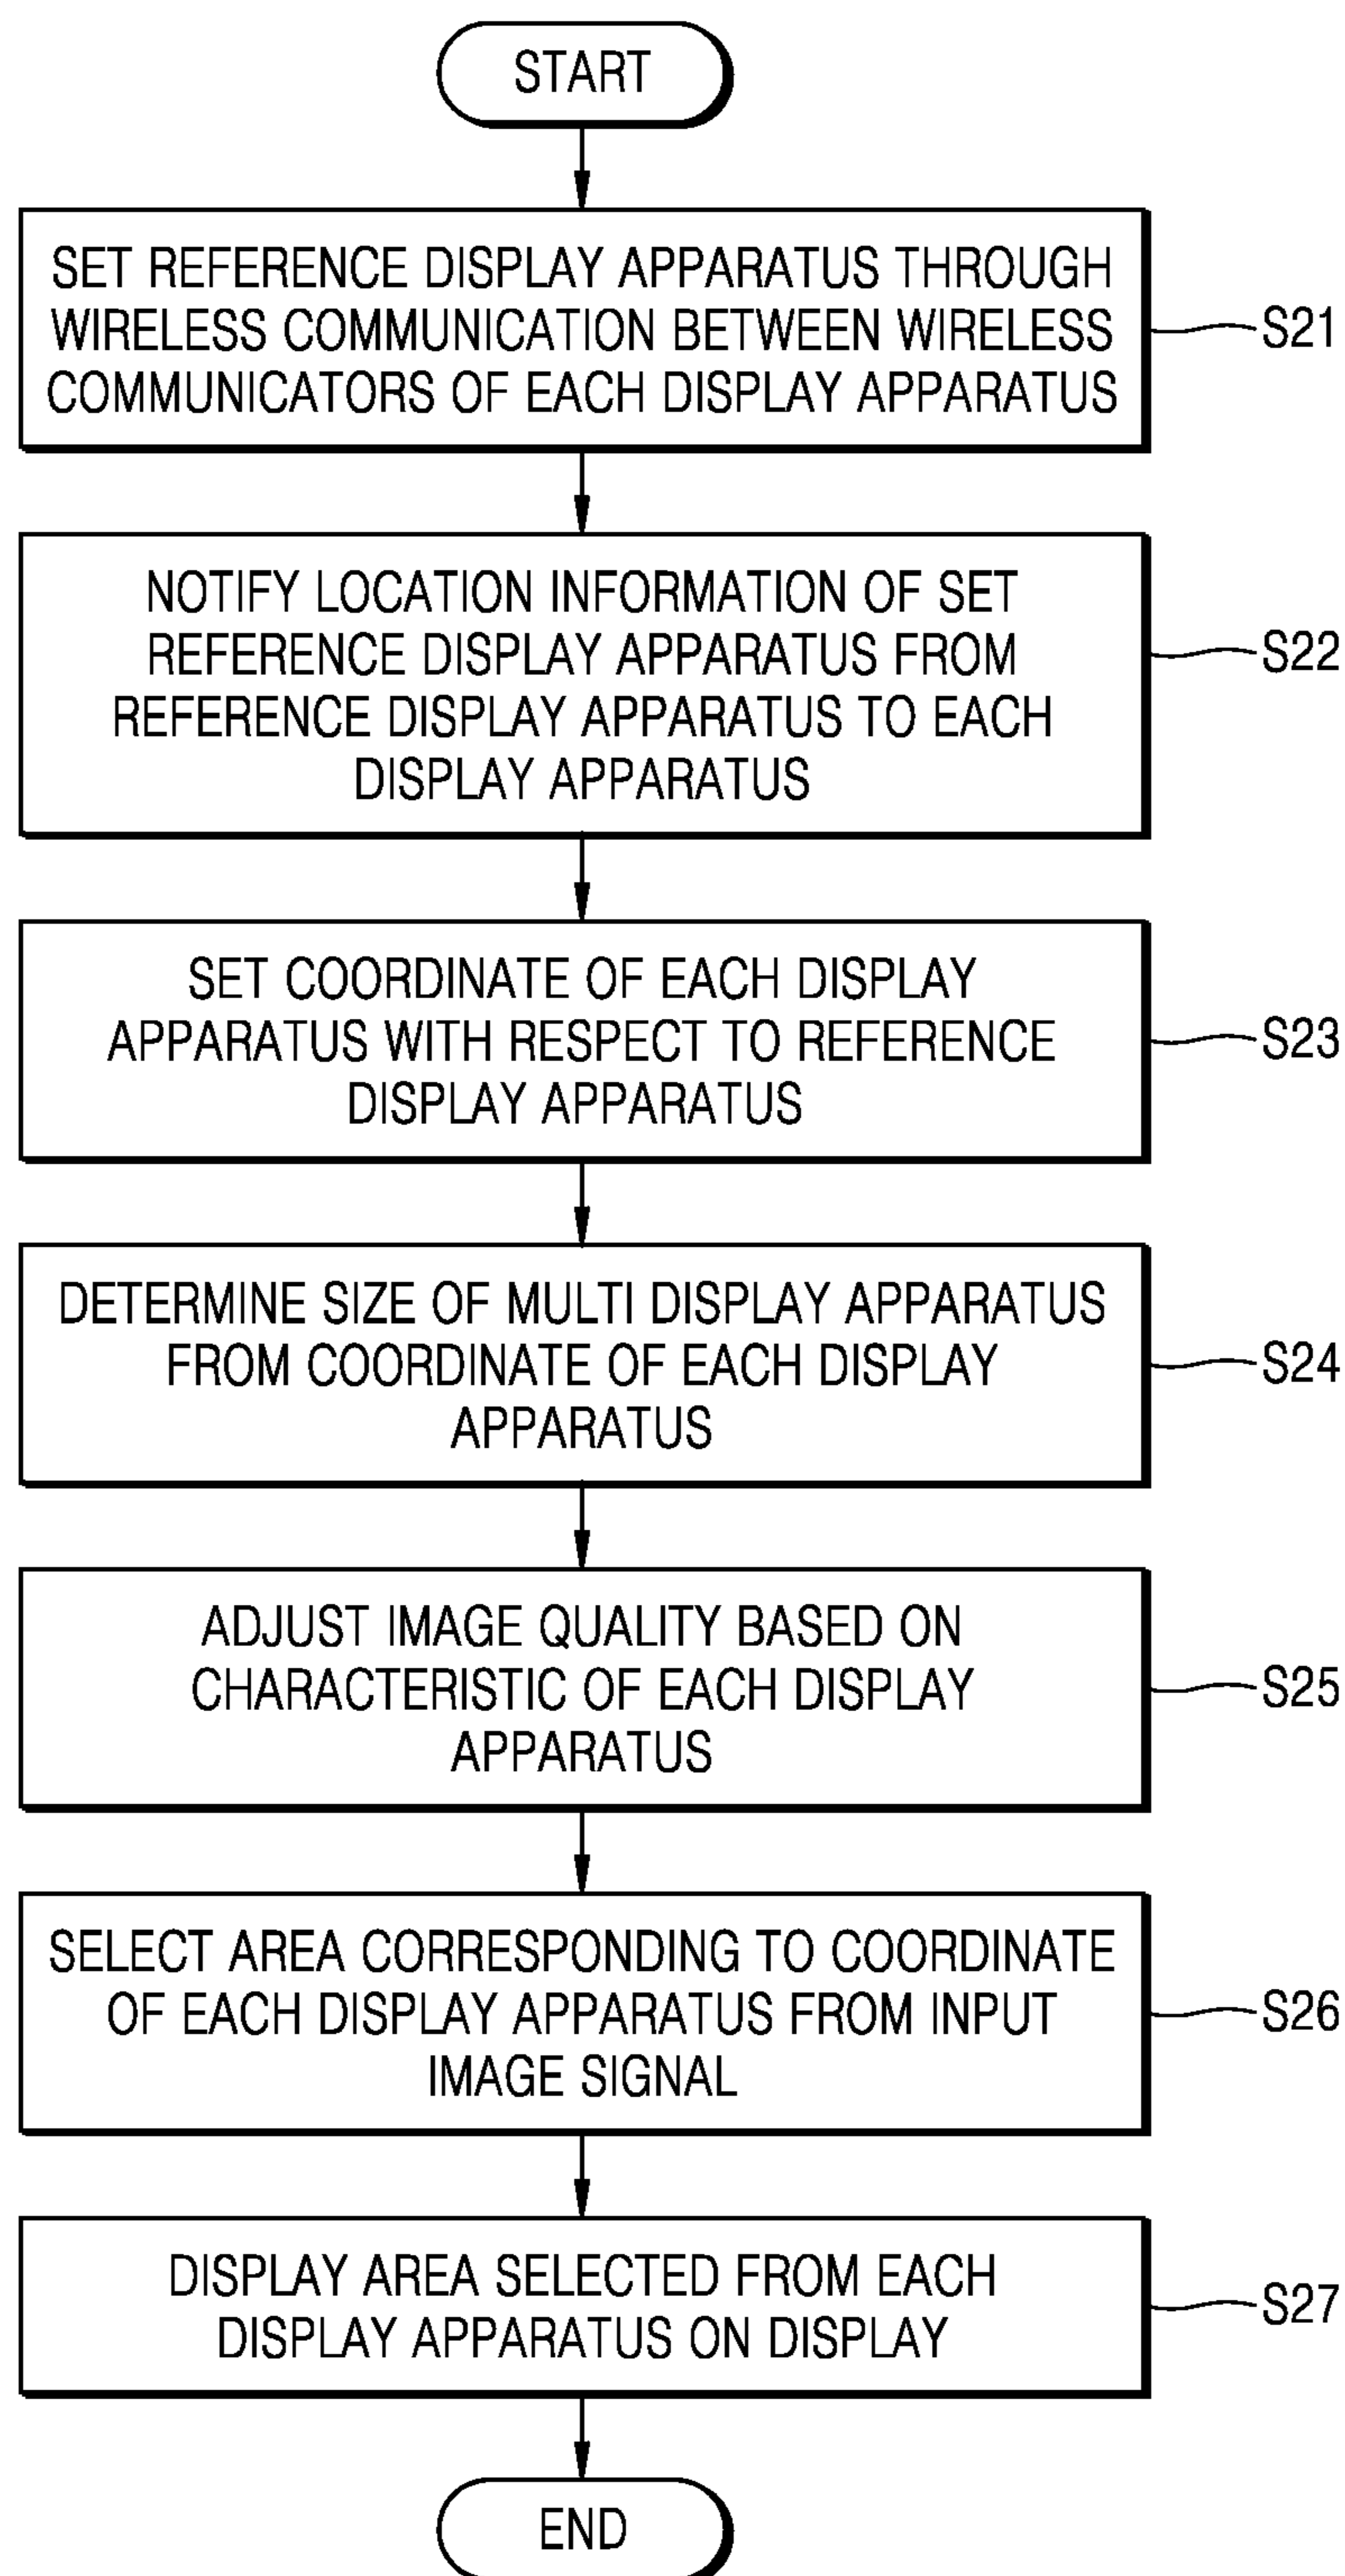 START
SET REFERENCE DISPLAY APPARATUS THROUGH
WIRELESS COMMUNICATION BETWEEN WIRELESS
COMMUNICATORS OF EACH DISPLAY APPARATUS
S21
NOTIFY LOCATION INFORMATION OF SET
REFERENCE DISPLAY APPARATUS FROM
REFERENCE DISPLAY APPARATUS TO EACH
DISPLAY APPARATUS
S22
SET COORDINATE OF EACH DISPLAY
APPARATUS WITH RESPECT TO REFERENCE
DISPLAY APPARATUS
S23
DETERMINE SIZE OF MULTI DISPLAY APPARATUS
FROM COORDINATE OF EACH DISPLAY
APPARATUS
S24
ADJUST IMAGE QUALITY BASED ON
CHARACTERISTIC OF EACH DISPLAY
APPARATUS
S25
SELECT AREA CORRESPONDING TO COORDINATE
OF EACH DISPLAY APPARATUS FROM INPUT
IMAGE SIGNAL
S26
DISPLAY AREA SELECTED FROM EACH
DISPLAY APPARATUS ON DISPLAY
S27
END